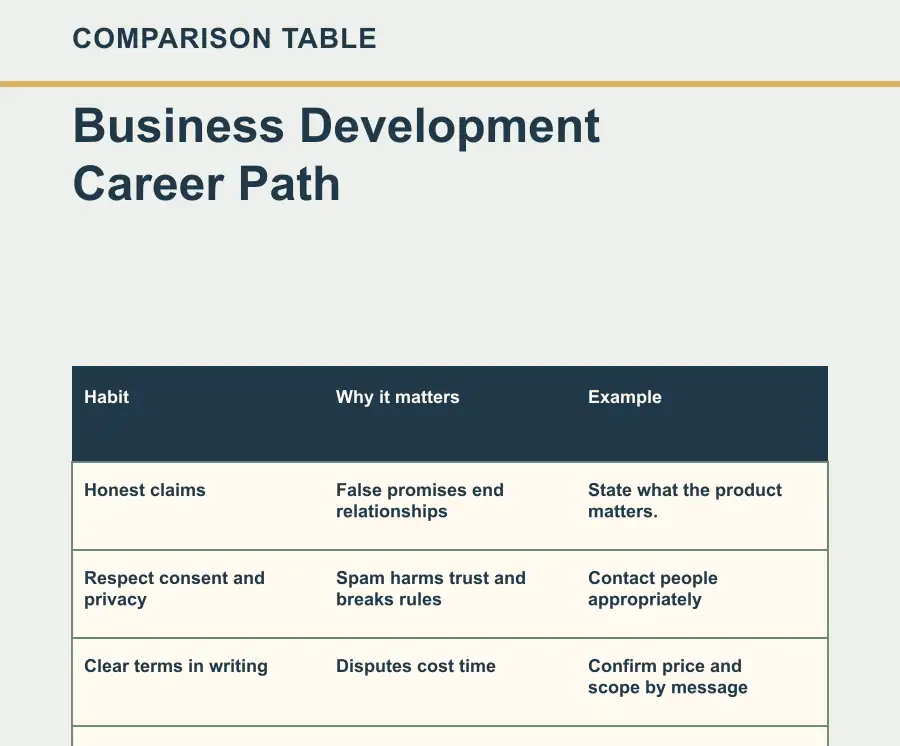 COMPARISON TABLE
Business Development
Career Path
Habit
Why it matters
Example
Honest claims
False promises end
relationships
State what the product
matters.
Respect consent and
privacy
Spam harms trust and
breaks rules
Contact people
appropriately
Clear terms in writing
Disputes cost time
Confirm price and
scope by message